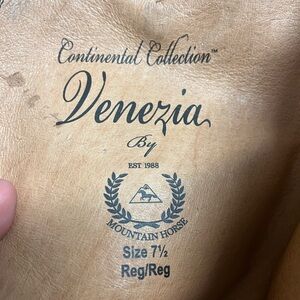 Continental Collection™
Venezia
By
EST 1988
MOUNTAIN HORSE
Size 7½
Reg/Reg